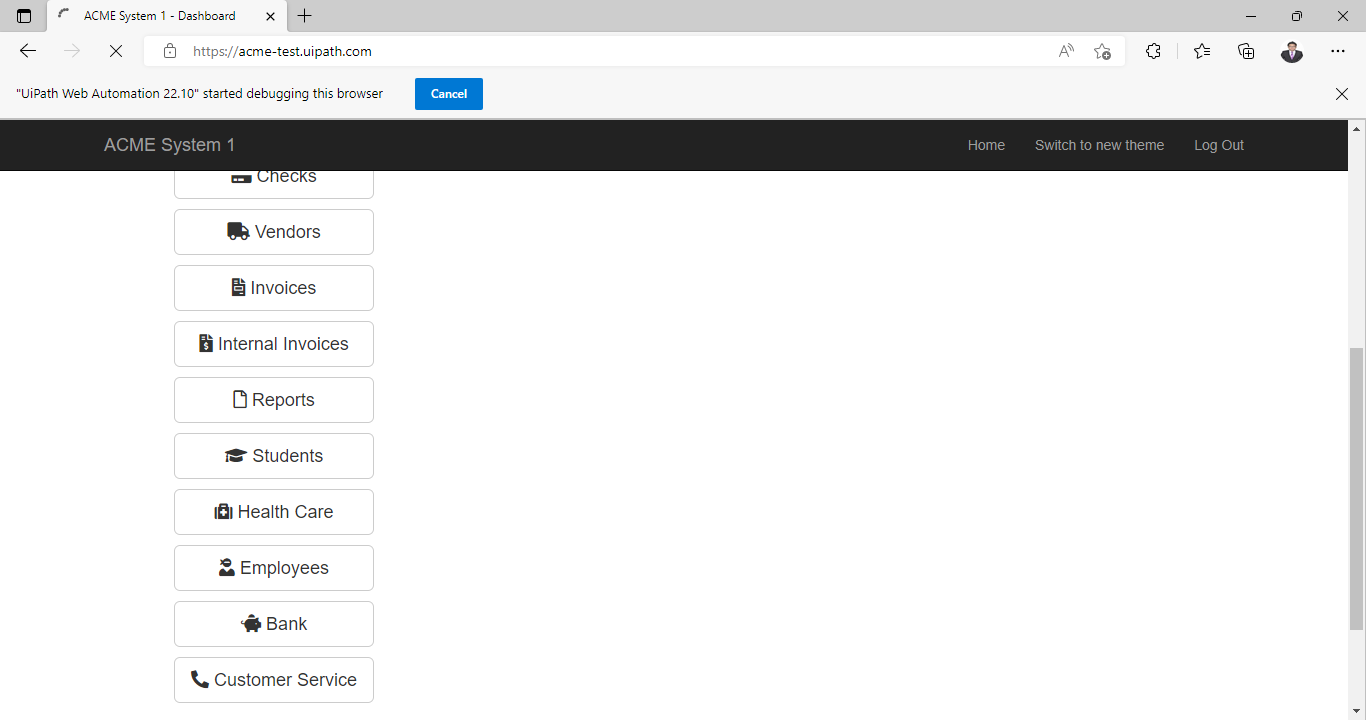 ACME System 1 - Dashboard
https://acme-test.uipath.com
"UiPath Web Automation 22.10" started debugging this browser
Cancel
ACME System 1
Home
Switch to new theme
Log Out
Checks
Vendors
Invoices
Internal Invoices
Reports
Students
Health Care
Employees
Bank
Customer Service